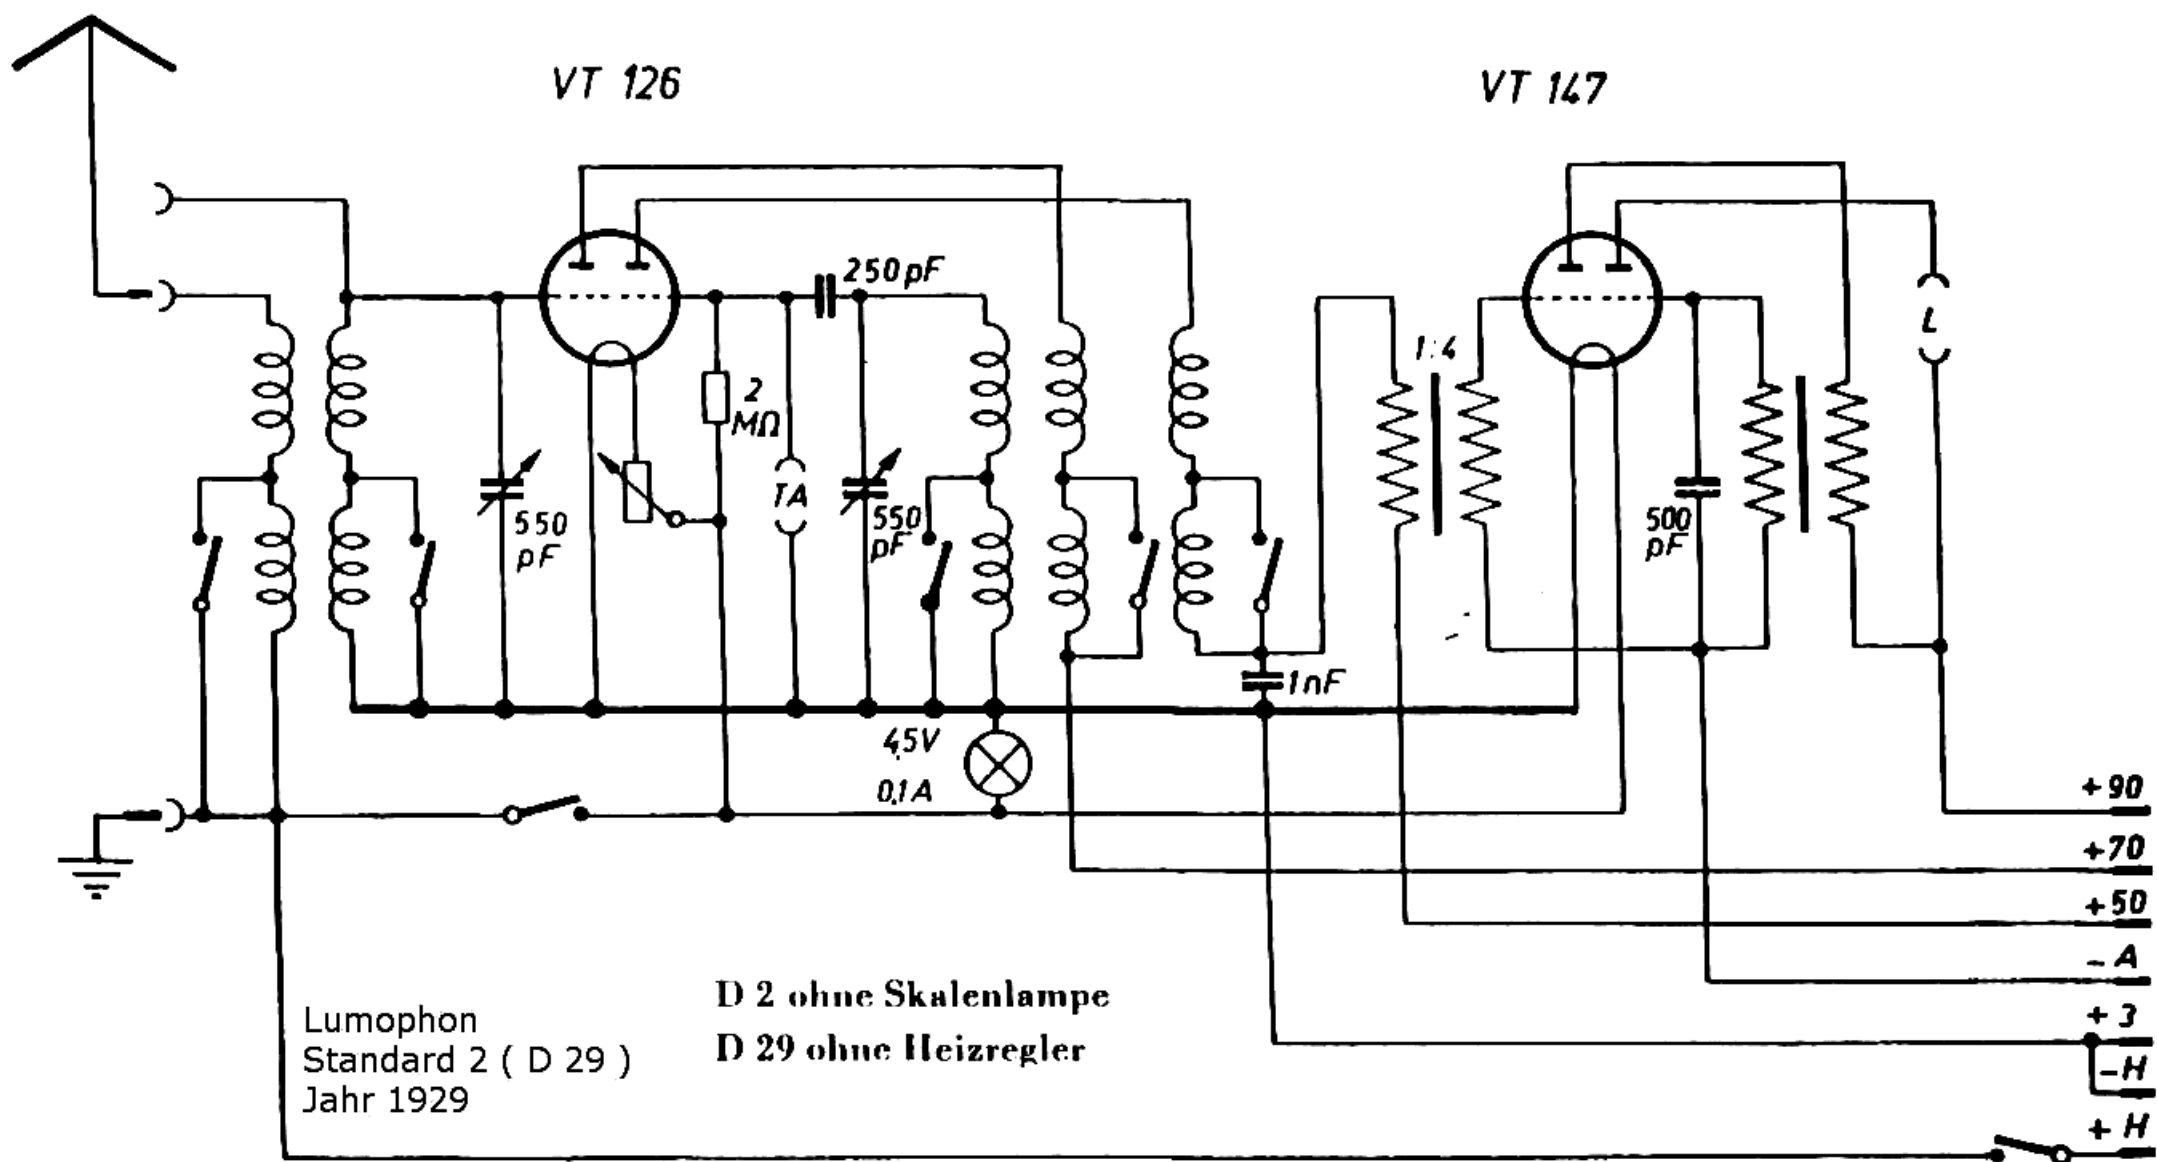 VT 126
VT 147
250 pF
1:4
L
2
MΩ
TA
550
pF
550
pF
500
pF
1nF
4,5V
0,1A
+90
+70
+50
- A
+ 3
-H
+ H
D 2 ohne Skalenlampe
D 29 ohne Heizregler
Lumophon
Standard 2 ( D 29 )
Jahr 1929